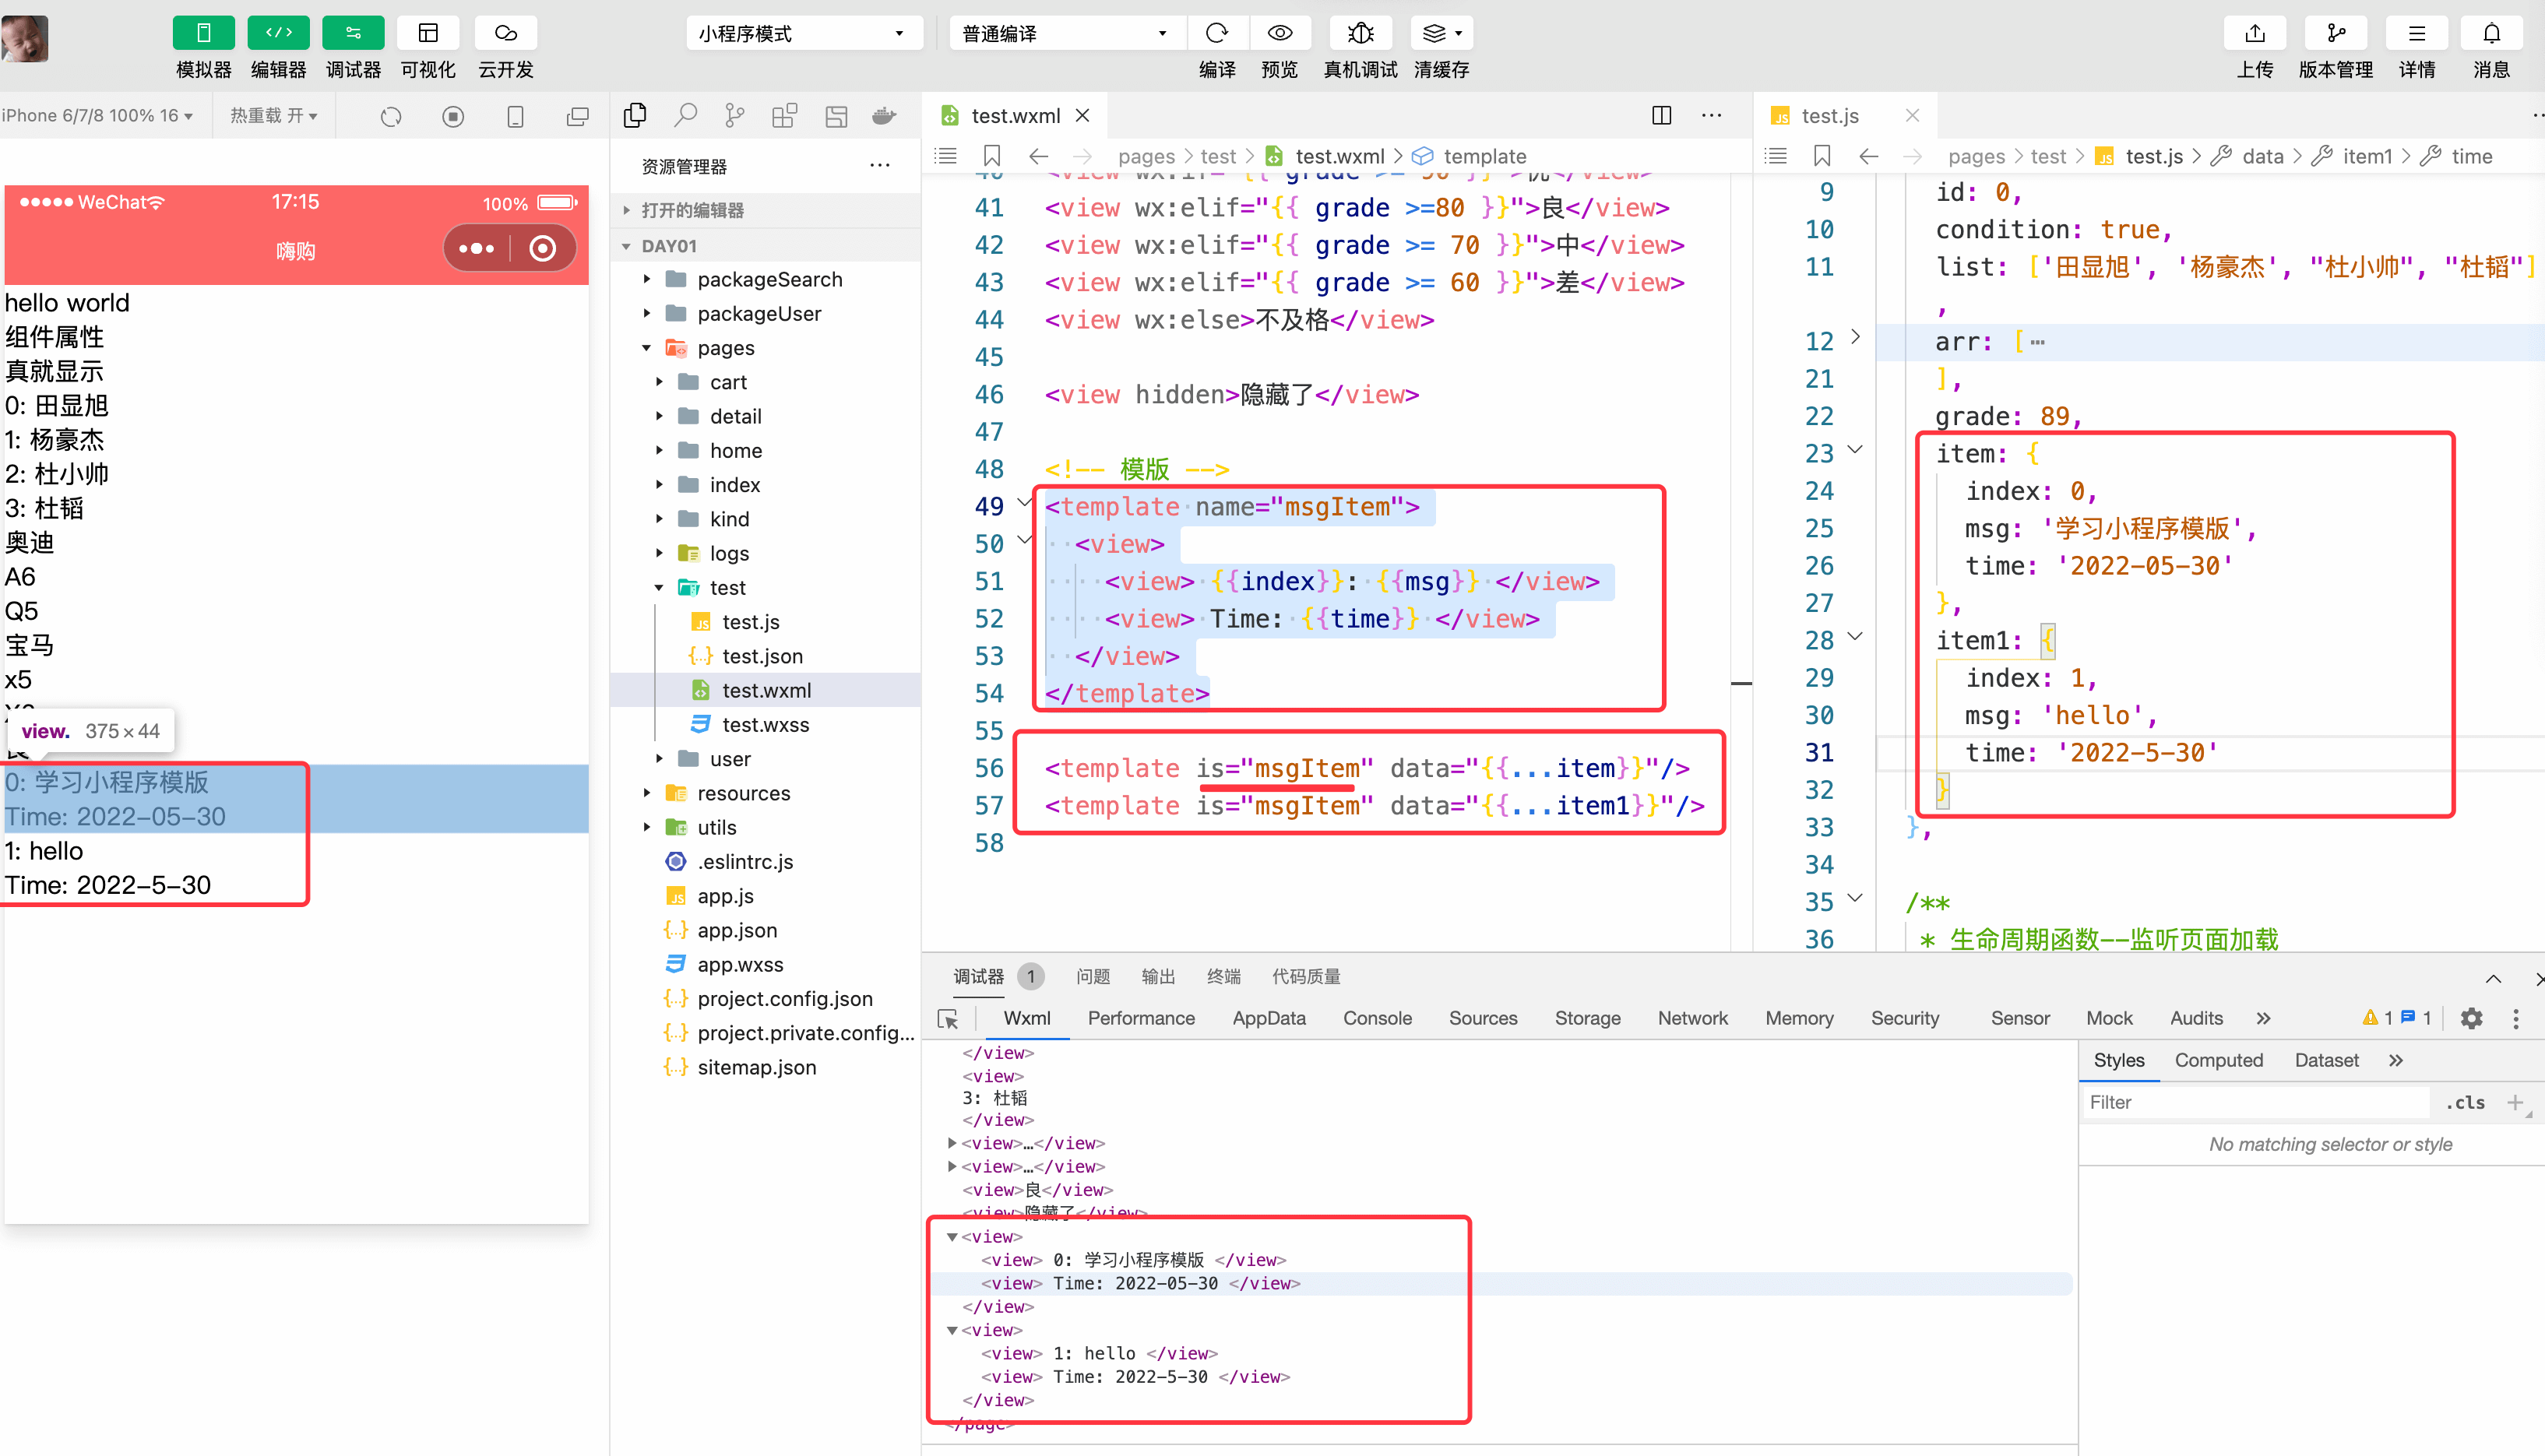 模拟器 编辑器 调试器 可视化 云开发
小程序模式
普通编译
编译 预览 真机调试 清缓存
上传 版本管理 详情 消息
iPhone 6/7/8 100% 16
热重载 开
WeChat 17:15 100%
嗨购
hello world
组件属性
真就显示
0: 田显旭
1: 杨豪杰
2: 杜小帅
3: 杜韬
奥迪
A6
Q5
宝马
x5
view. 375×44
0: 学习小程序模版
Time: 2022-05-30
1: hello
Time: 2022-5-30
资源管理器
打开的编辑器
DAY01
packageSearch
packageUser
pages
cart
detail
home
index
kind
logs
test
test.js
test.json
test.wxml
test.wxss
user
resources
utils
.eslintrc.js
app.js
app.json
app.wxss
project.config.json
project.private.config...
sitemap.json
test.wxml
pages > test > test.wxml > template
40 <view wx:if="{{ grade >= 90 }}">优</view>
41 <view wx:elif="{{ grade >=80 }}">良</view>
42 <view wx:elif="{{ grade >= 70 }}">中</view>
43 <view wx:elif="{{ grade >= 60 }}">差</view>
44 <view wx:else>不及格</view>
45
46 <view hidden>隐藏了</view>
47
48 <!-- 模版 -->
49 <template name="msgItem">
50 <view>
51 <view> {{index}}: {{msg}} </view>
52 <view> Time: {{time}} </view>
53 </view>
54 </template>
55
56 <template is="msgItem" data="{{...item}}"/>
57 <template is="msgItem" data="{{...item1}}"/>
58
test.js
pages > test > test.js > data > item1 > time
9 id: 0,
10 condition: true,
11 list: ['田显旭', '杨豪杰', "杜小帅", "杜韬"]
,
12 arr: [⋯
21 ],
22 grade: 89,
23 item: {
24 index: 0,
25 msg: '学习小程序模版',
26 time: '2022-05-30'
27 },
28 item1: {
29 index: 1,
30 msg: 'hello',
31 time: '2022-5-30'
32 }
33 },
34
35 /**
36 * 生命周期函数--监听页面加载
调试器 1 问题 输出 终端 代码质量
Wxml Performance AppData Console Sources Storage Network Memory Security Sensor Mock Audits 1 1
</view>
<view>
3: 杜韬
</view>
<view>…</view>
<view>…</view>
<view>良</view>
<view>隐藏了</view>
<view>
<view> 0: 学习小程序模版 </view>
<view> Time: 2022-05-30 </view>
</view>
<view>
<view> 1: hello </view>
<view> Time: 2022-5-30 </view>
</view>
</page>
Styles Computed Dataset
Filter .cls
No matching selector or style